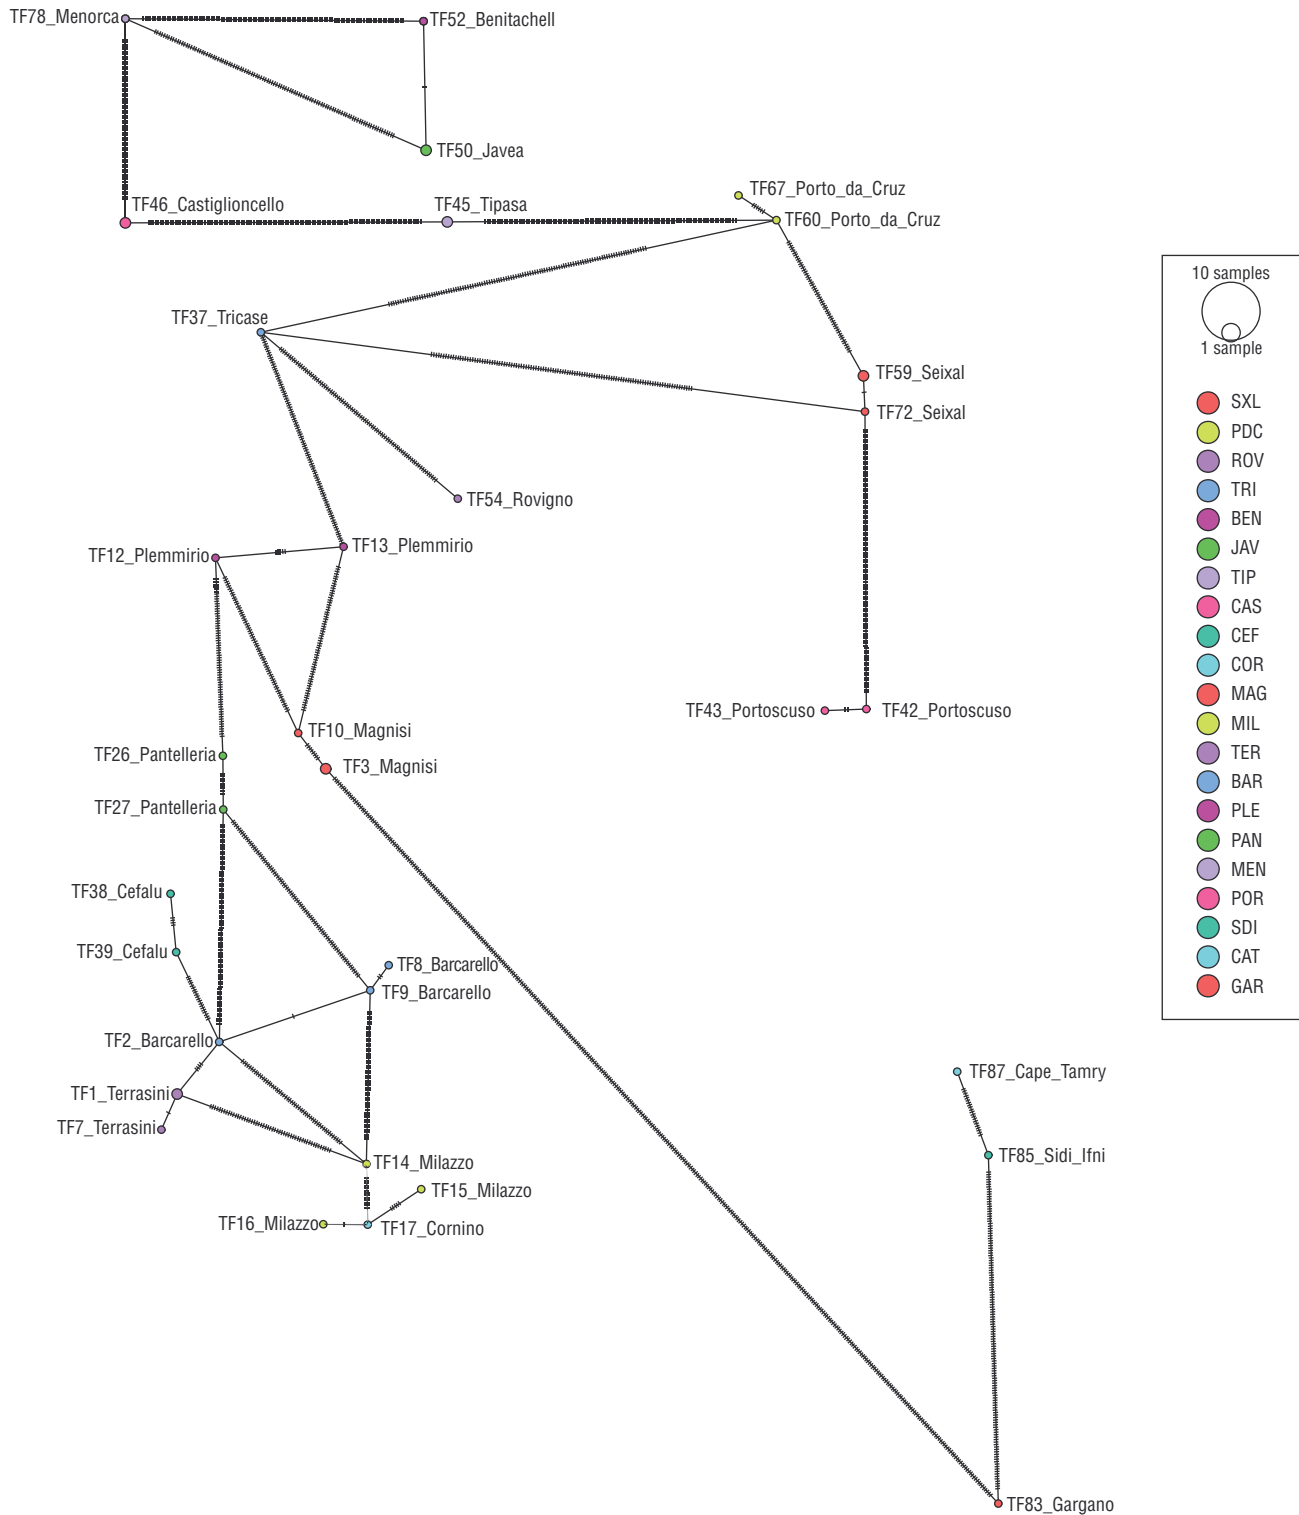 TF78_Menorca
TF52_Benitachell
TF50_Javea
TF46_Castiglioncello
TF45_Tipasa
TF67_Porto_da_Cruz
TF60_Porto_da_Cruz
TF37_Tricase
TF59_Seixal
TF72_Seixal
TF54_Rovigno
TF12_Plemmirio
TF13_Plemmirio
TF43_Portoscuso
TF42_Portoscuso
TF10_Magnisi
TF26_Pantelleria
TF3_Magnisi
TF27_Pantelleria
TF38_Cefalu
TF39_Cefalu
TF8_Barcarello
TF9_Barcarello
TF2_Barcarello
TF87_Cape_Tamry
TF1_Terrasini
TF7_Terrasini
TF85_Sidi_Ifni
TF14_Milazzo
TF15_Milazzo
TF16_Milazzo
TF17_Cornino
TF83_Gargano
10 samples
1 sample
SXL
PDC
ROV
TRI
BEN
JAV
TIP
CAS
CEF
COR
MAG
MIL
TER
BAR
PLE
PAN
MEN
POR
SDI
CAT
GAR